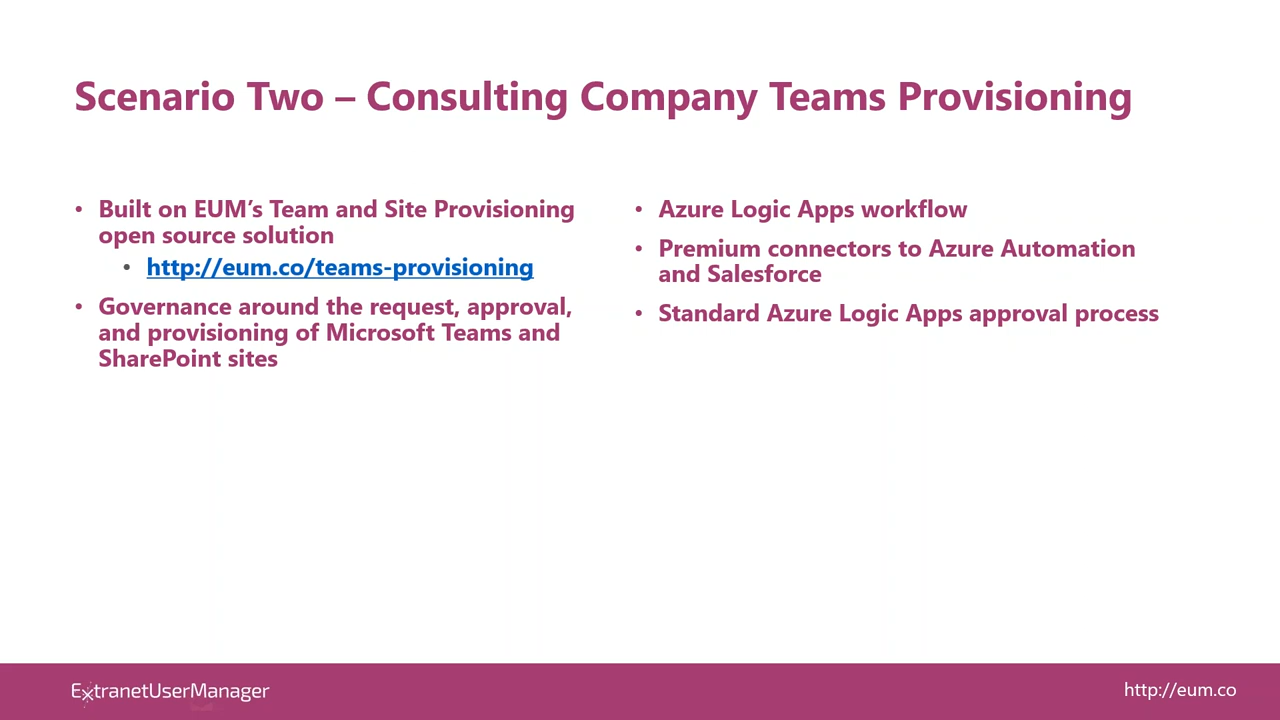 Scenario Two – Consulting Company Teams Provisioning
• Built on EUM’s Team and Site Provisioning
open source solution
• http://eum.co/teams-provisioning
• Governance around the request, approval,
and provisioning of Microsoft Teams and
SharePoint sites
• Azure Logic Apps workflow
• Premium connectors to Azure Automation
and Salesforce
• Standard Azure Logic Apps approval process
ExtranetUserManager
http://eum.co